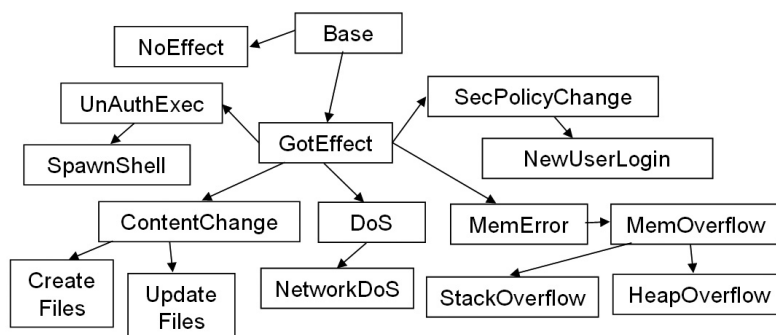 Base
NoEffect
UnAuthExec
SecPolicyChange
GotEffect
SpawnShell
NewUserLogin
ContentChange
DoS
MemError
MemOverflow
Create
Files
Update
Files
NetworkDoS
StackOverflow
HeapOverflow